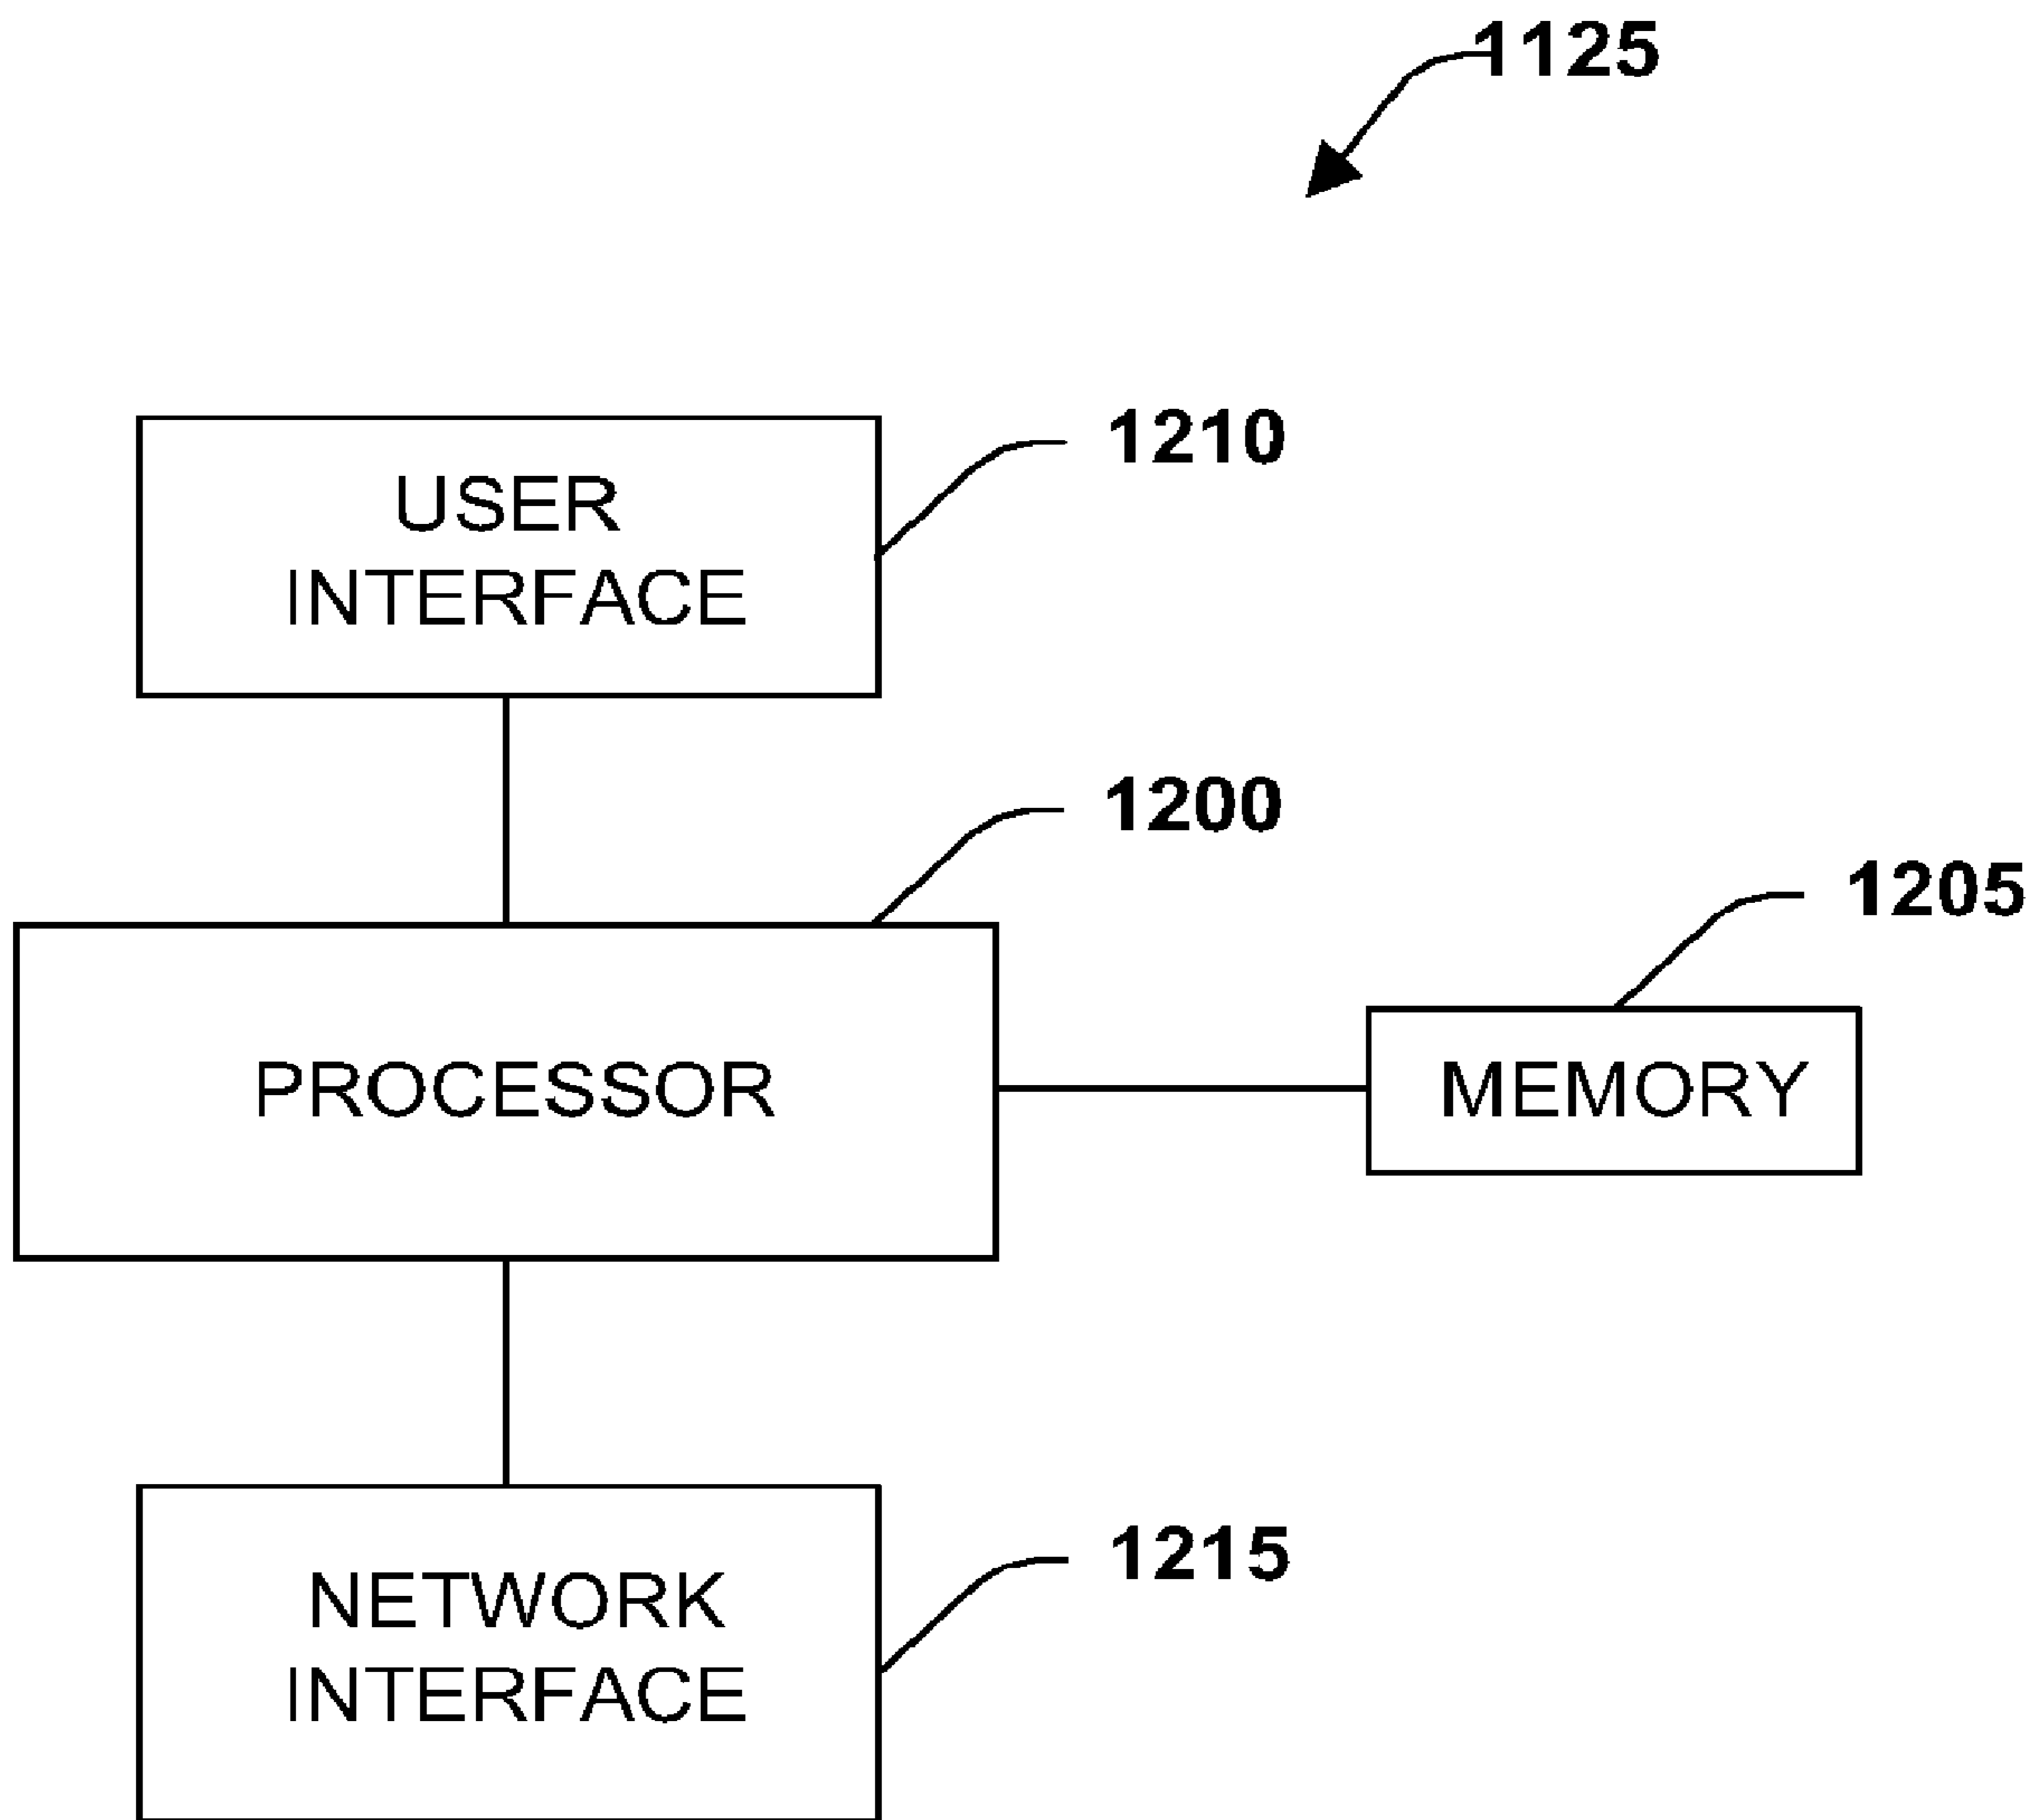 1125
1210
USER
INTERFACE
1200
1205
PROCESSOR
MEMORY
1215
NETWORK
INTERFACE